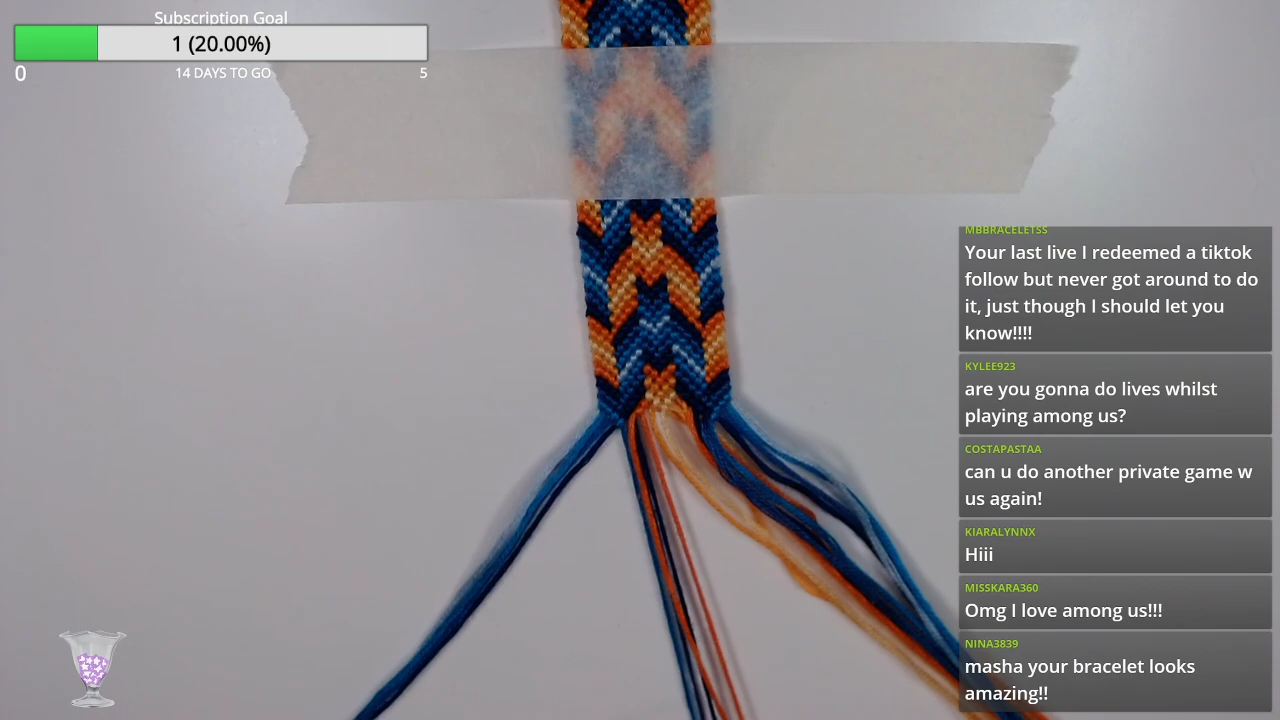 Subscription Goal
1 (20.00%)
0
14 DAYS TO GO
5
MBBRACELETSS
Your last live I redeemed a tiktok
follow but never got around to do
it, just though I should let you
know!!!!
KYLEE923
are you gonna do lives whilst
playing among us?
COSTAPASTAA
can u do another private game w
us again!
KIARALYNNX
Hiii
MISSKARA360
Omg I love among us!!!
NINA3839
masha your bracelet looks
amazing!!